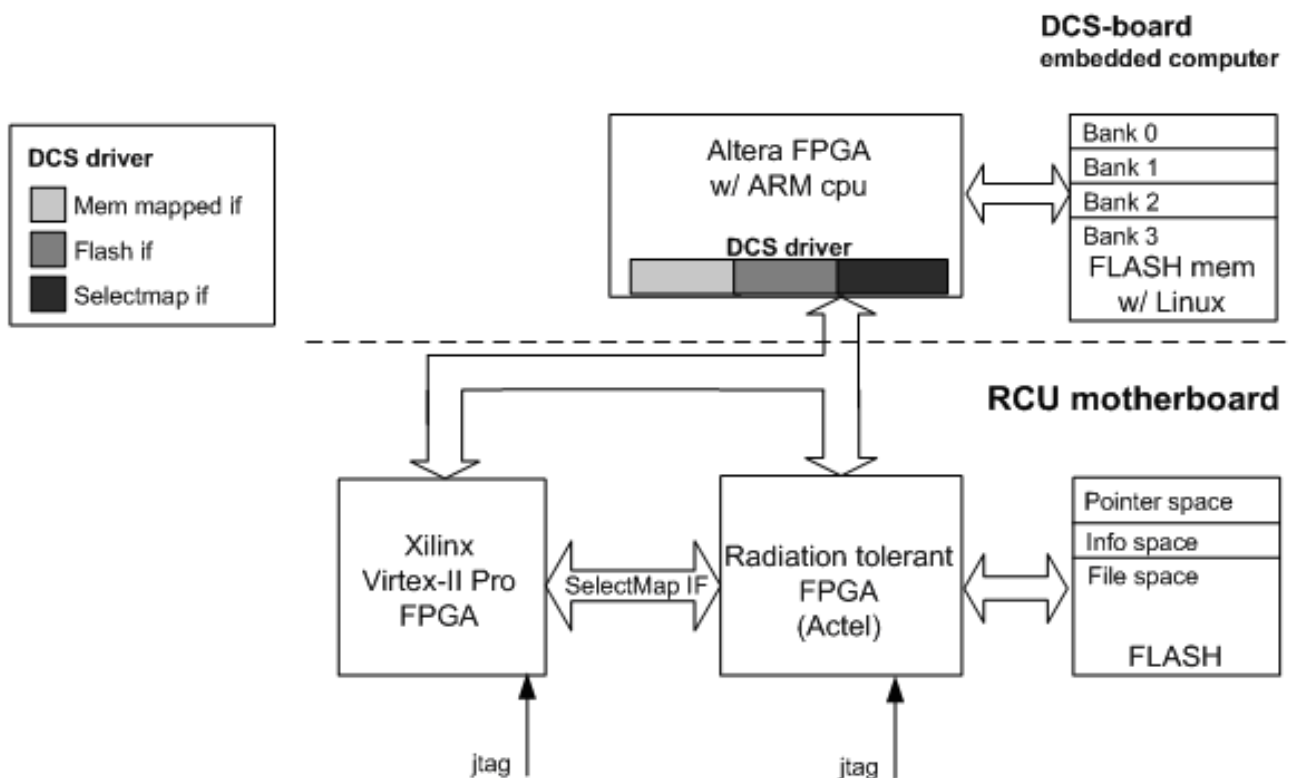 DCS-board
embedded computer
DCS driver
Mem mapped if
Flash if
Selectmap if
Altera FPGA
w/ ARM cpu
DCS driver
Bank 0
Bank 1
Bank 2
Bank 3
FLASH mem
w/ Linux
RCU motherboard
Xilinx
Virtex-II Pro
FPGA
SelectMap IF
Radiation tolerant
FPGA
(Actel)
Pointer space
Info space
File space
FLASH
jtag
jtag